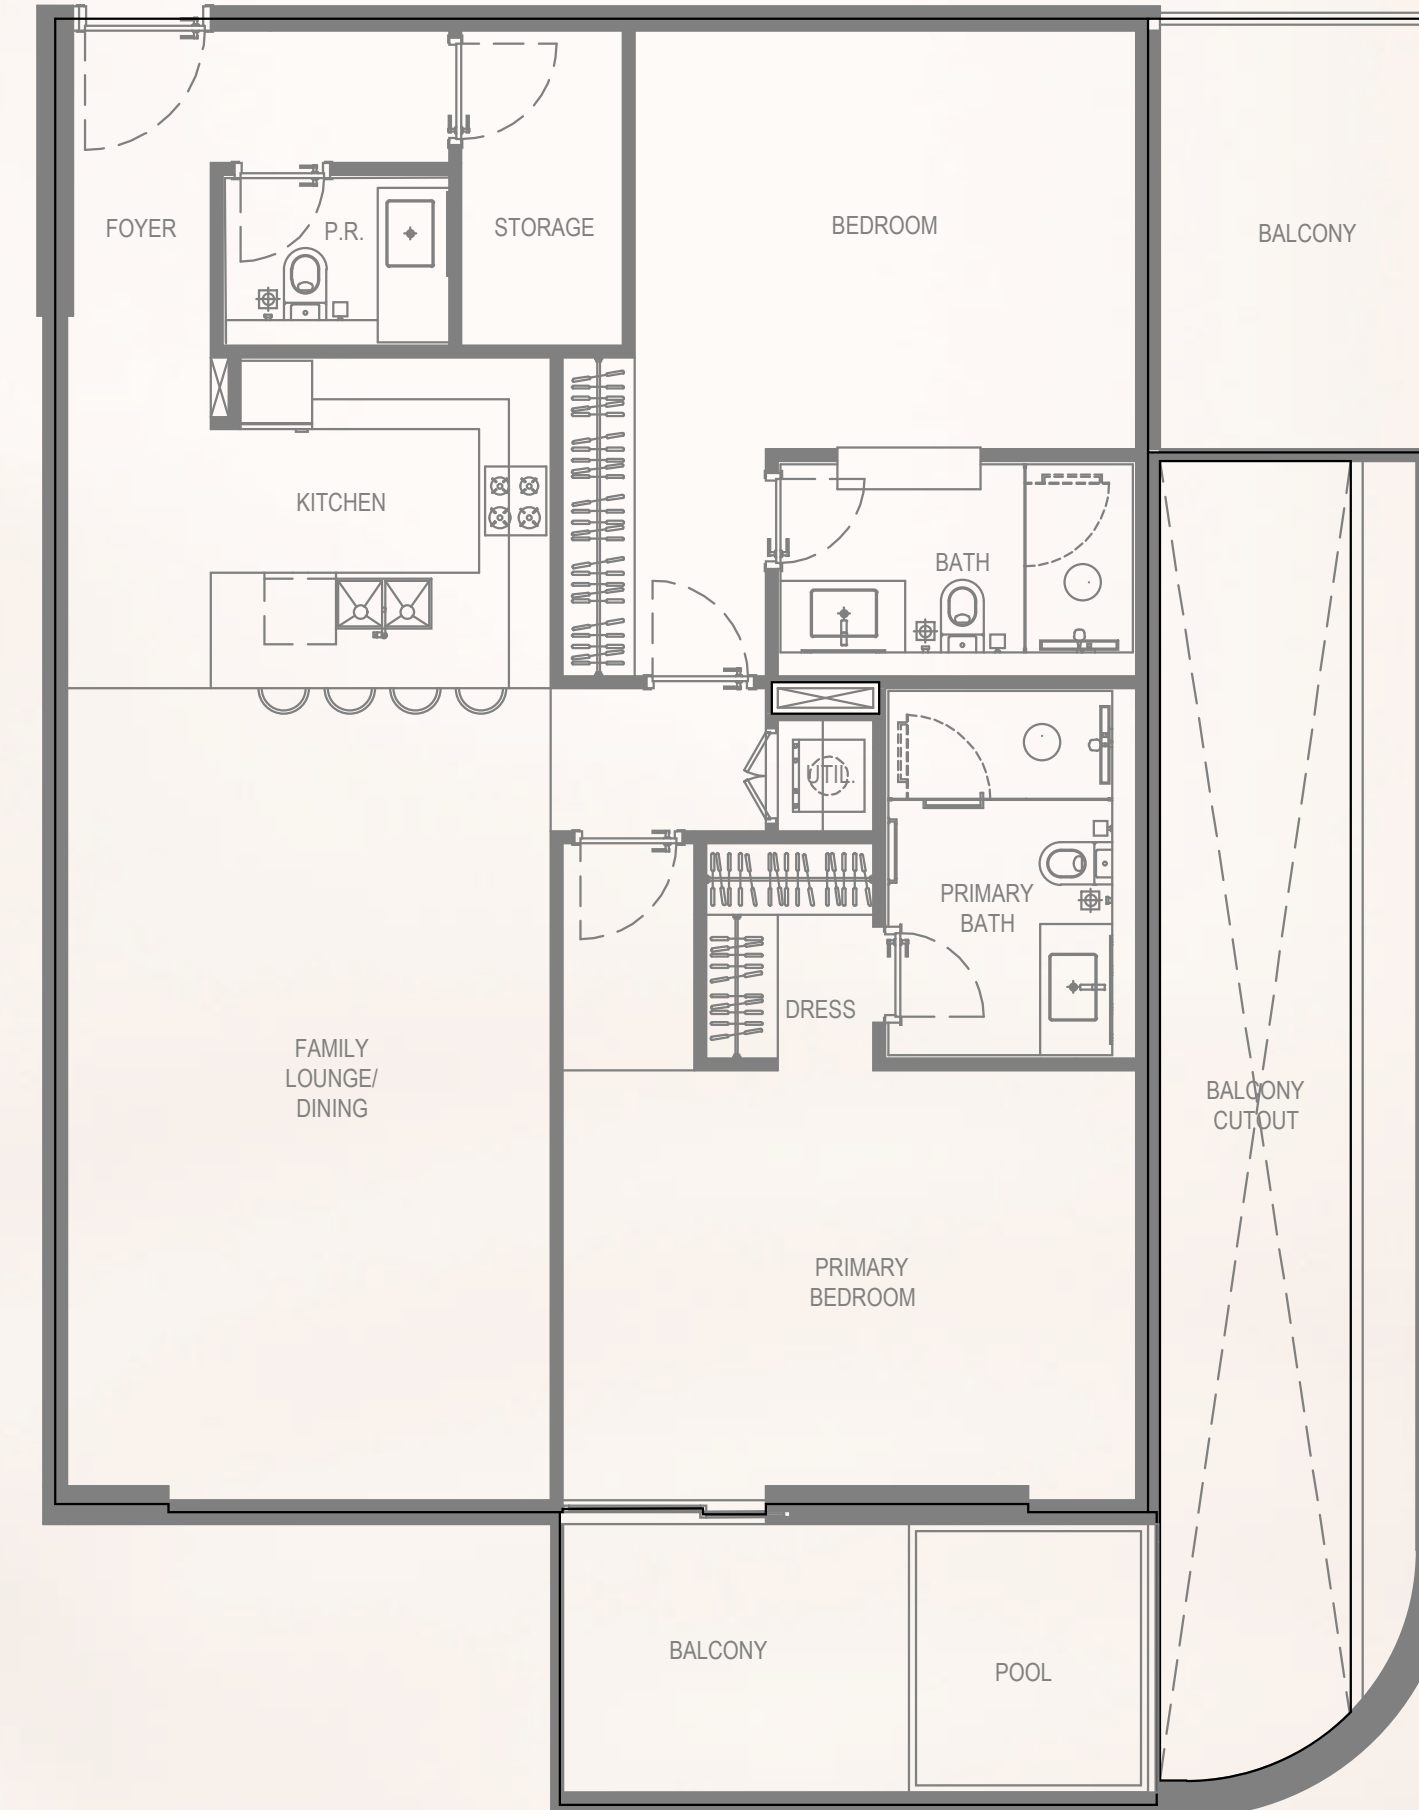 FOYER
P.R.
STORAGE
BEDROOM
BALCONY
KITCHEN
BATH
UTIL.
PRIMARY
BATH
DRESS
FAMILY
LOUNGE/
DINING
BALCONY
CUTOUT
PRIMARY
BEDROOM
BALCONY
POOL